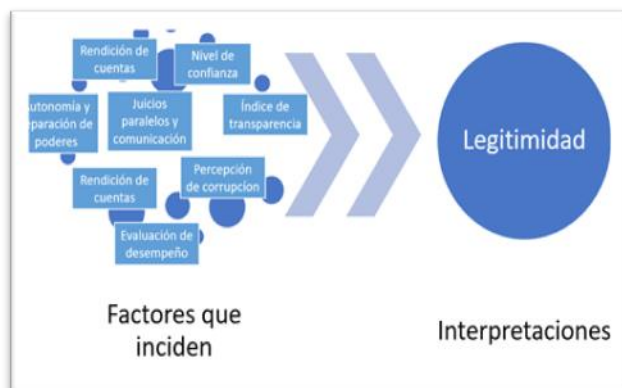 Rendición de
cuentas
Nivel de
confianza
utonomía y
eparación de
poderes
Juicios
paralelos y
comunicación
Índice de
transparencia
Rendición de
cuentas
Percepción
de corrupcion
Evaluación de
desempeño
Legitimidad
Factores que
inciden
Interpretaciones